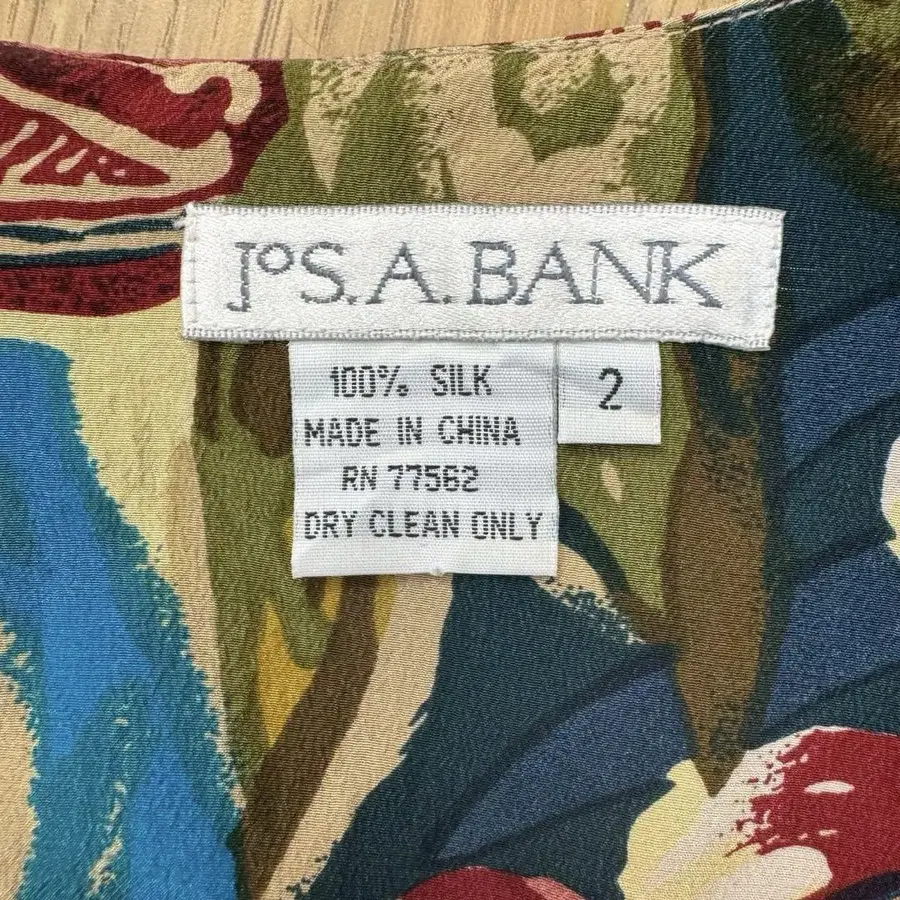 JoS.A.BANK
100% SILK
2
MADE IN CHINA
RN 77562
DRY CLEAN ONLY